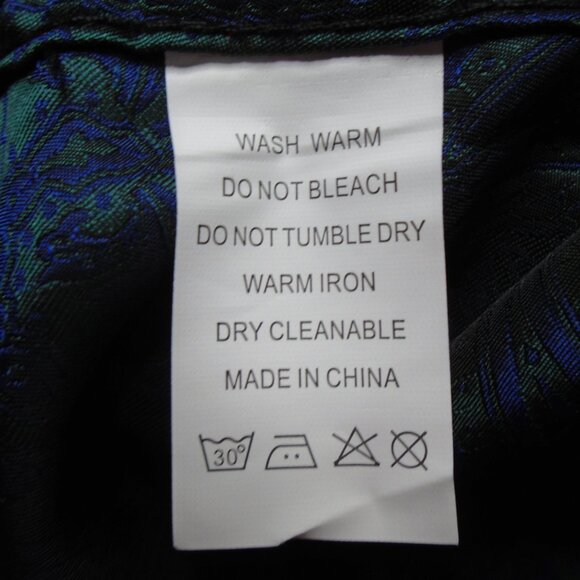 WASH WARM
DO NOT BLEACH
DO NOT TUMBLE DRY
WARM IRON
DRY CLEANABLE
MADE IN CHINA
30°